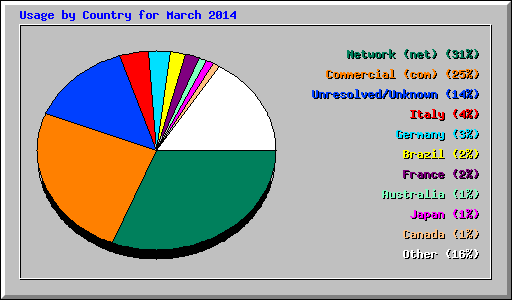 Usage by Country for March 2014
Network (net) (31%)
Commercial (com) (25%)
Unresolved/Unknown (14%)
Italy (4%)
Germany (3%)
Brazil (2%)
France (2%)
Australia (1%)
Japan (1%)
Canada (1%)
Other (16%)